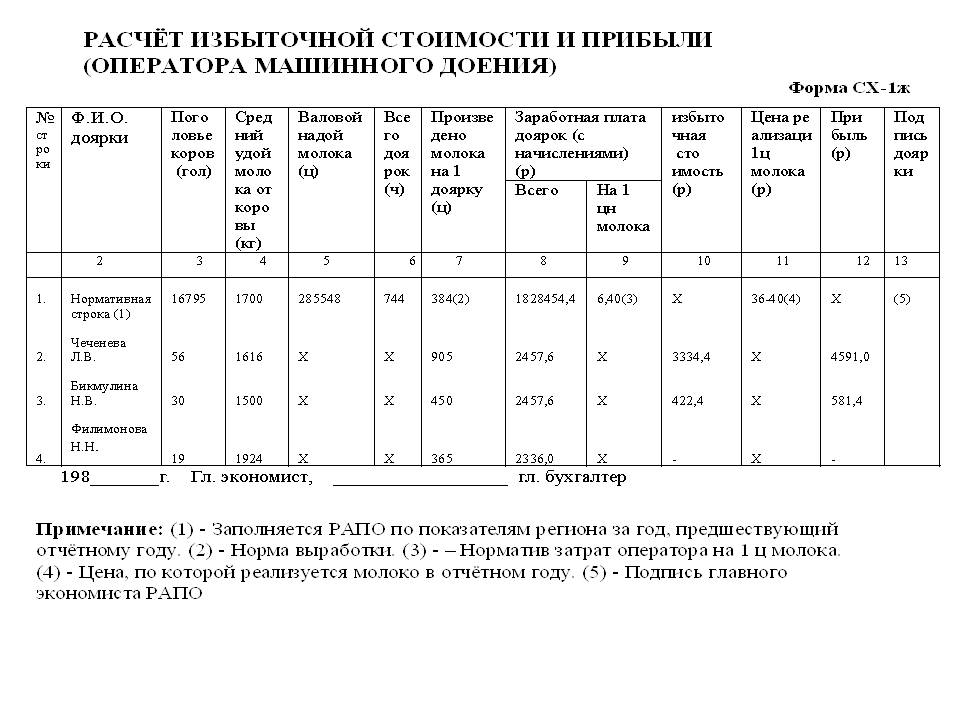 РАСЧЁТ ИЗБЫТОЧНОЙ СТОИМОСТИ И ПРИБЫЛИ
(ОПЕРАТОРА МАШИННОГО ДОЕНИЯ)
Форма СХ-1ж
№ ст ро ки
Ф.И.О. доярки
Пого ловье коров (гол)
Сред ний удой моло ка от коро вы (кг)
Валовой надой молока (ц)
Все го доя рок (ч)
Произве дено молока на 1 доярку (ц)
Заработная плата доярок (с начислениями) (р)
Всего
На 1 цн молока
избыто чная сто имость (р)
Цена ре ализаци 1ц молока (р)
При быль (р)
Под пись дояр ки
2 3 4 5 6 7 8 9 10 11 12 13
1. Нормативная строка (1) 16795 1700 285548 744 384(2) 1828454,4 6,40(3) X 36-40(4) X (5)
2. Чеченева Л.В. 56 1616 X X 905 2457,6 X 3334,4 X 4591,0
3. Бикмулина Н.В. 30 1500 X X 450 2457,6 X 422,4 X 581,4
4. Филимонова Н.Н. 19 1924 X X 365 2336,0 X - X -
198_______г. Гл. экономист, __________________ гл. бухгалтер
Примечание: (1) - Заполняется РАПО по показателям региона за год, предшествующий
отчётному году. (2) - Норма выработки. (3) - – Норматив затрат оператора на 1 ц молока.
(4) - Цена, по которой реализуется молоко в отчётном году. (5) - Подпись главного
экономиста РАПО